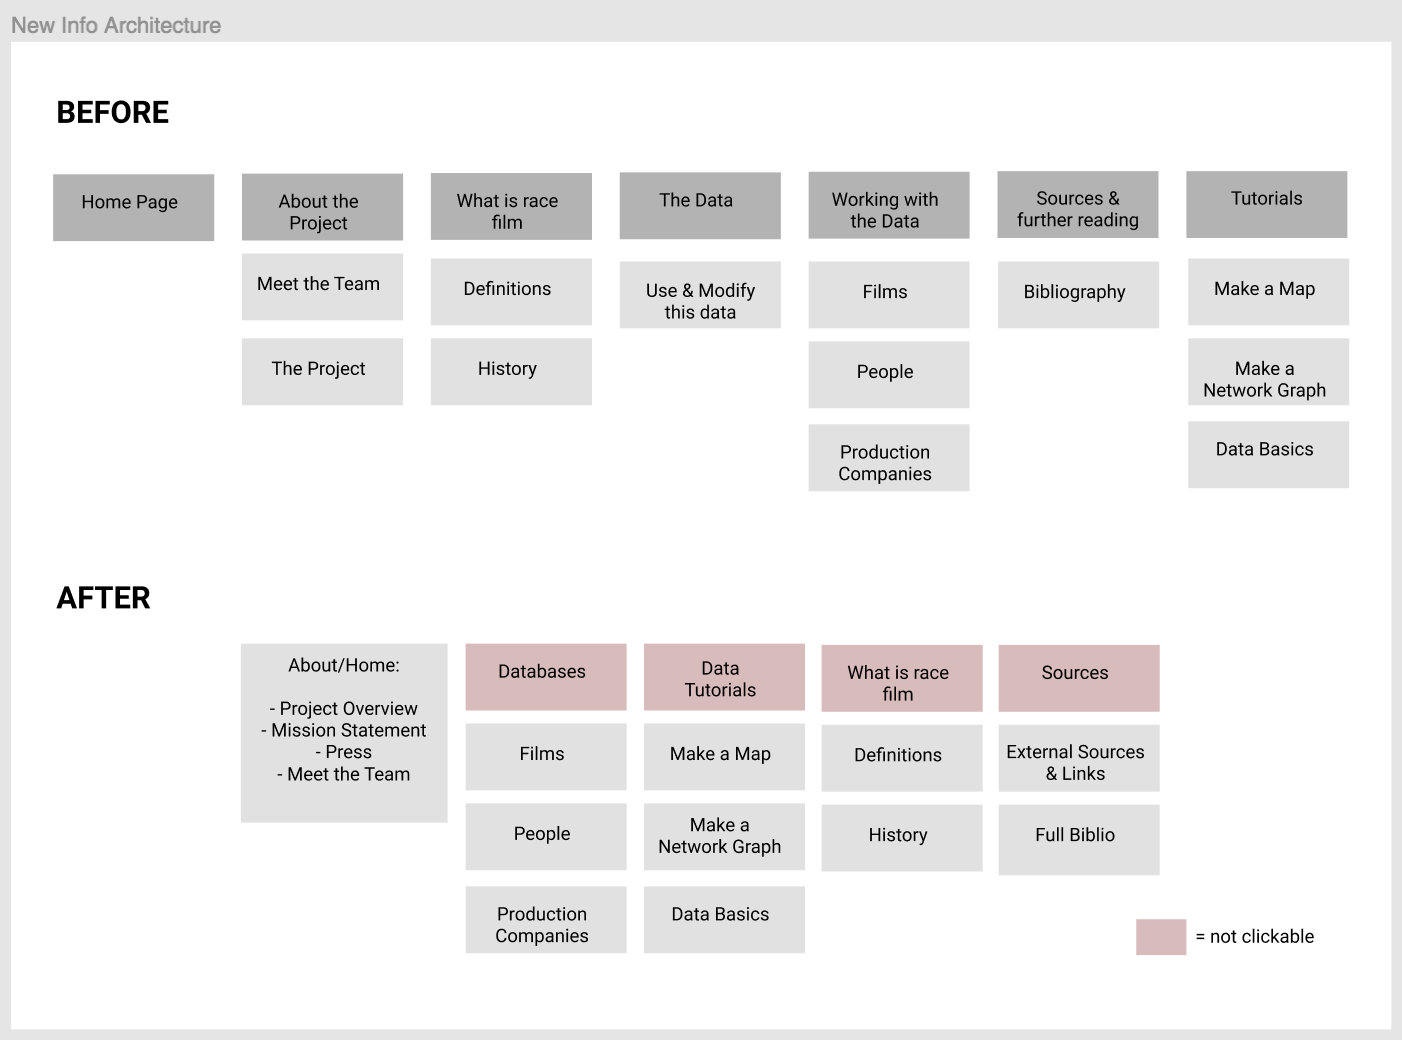 New Info Architecture
BEFORE
Home Page
About the
Project
Meet the Team
The Project
What is race
film
Definitions
History
The Data
Use & Modify
this data
Working with
the Data
Films
People
Production
Companies
Sources &
further reading
Bibliography
Tutorials
Make a Map
Make a
Network Graph
Data Basics
AFTER
About/Home:
- Project Overview
- Mission Statement
- Press
- Meet the Team
Databases
Films
People
Production
Companies
Data
Tutorials
Make a Map
Make a
Network Graph
Data Basics
What is race
film
Definitions
History
Sources
External Sources
& Links
Full Biblio
= not clickable